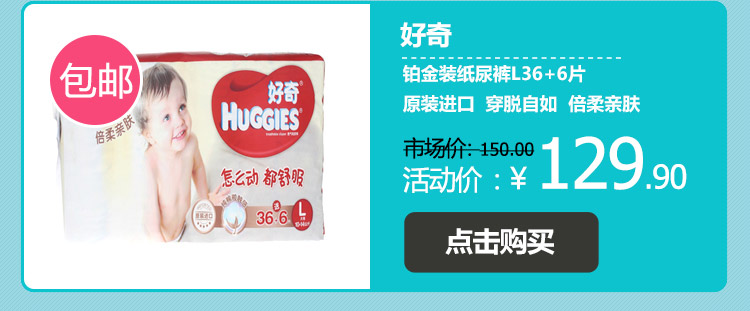 包邮
倍柔亲肤
好奇
HUGGIES
怎么动 都舒服
送
36+6
L
好奇
铂金装纸尿裤L36+6片
原装进口 穿脱自如 倍柔亲肤
市场价: 150.00
活动价：¥ 129.90
点击购买